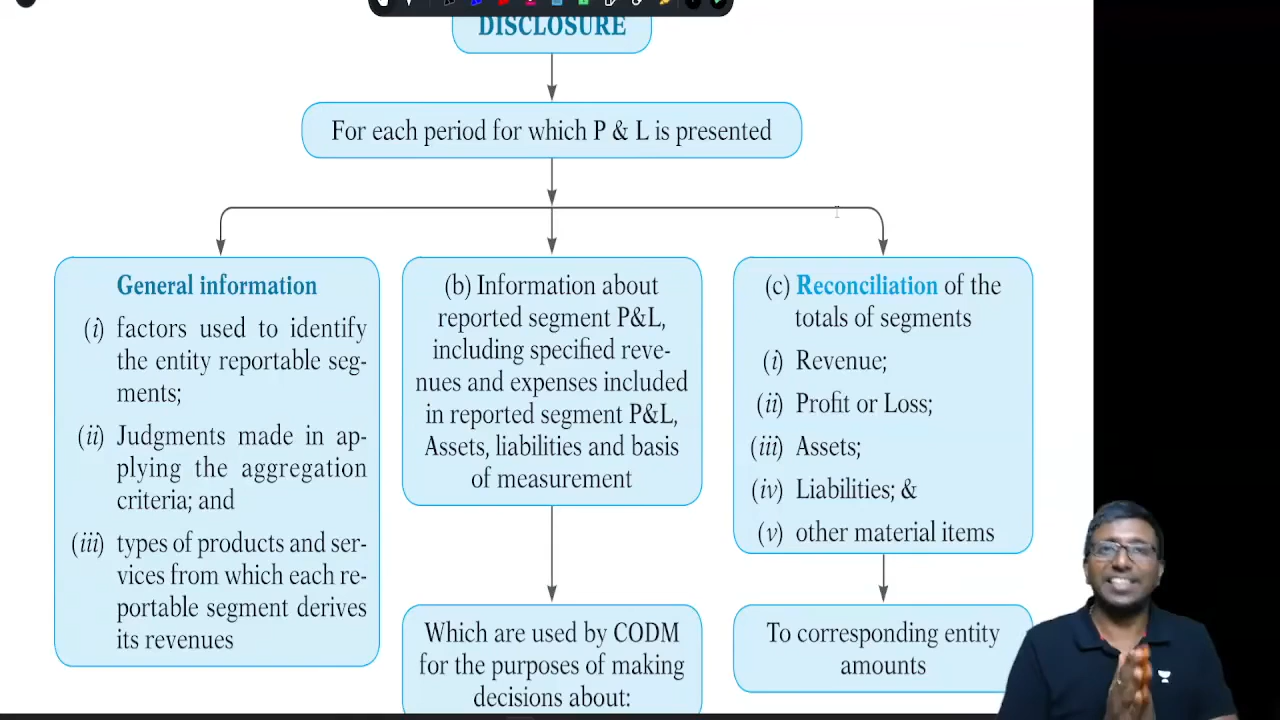 DISCLOSURE
For each period for which P & L is presented
General information
(i) factors used to identify
the entity reportable seg-
ments;
(ii) Judgments made in ap-
plying the aggregation
criteria; and
(iii) types of products and ser-
vices from which each re-
portable segment derives
its revenues
(b) Information about
reported segment P&L,
including specified reve-
nues and expenses included
in reported segment P&L,
Assets, liabilities and basis
of measurement
Which are used by CODM
for the purposes of making
decisions about:
(c) Reconciliation of the
totals of segments
(i) Revenue;
(ii) Profit or Loss;
(iii) Assets;
(iv) Liabilities; &
(v) other material items
To corresponding entity
amounts